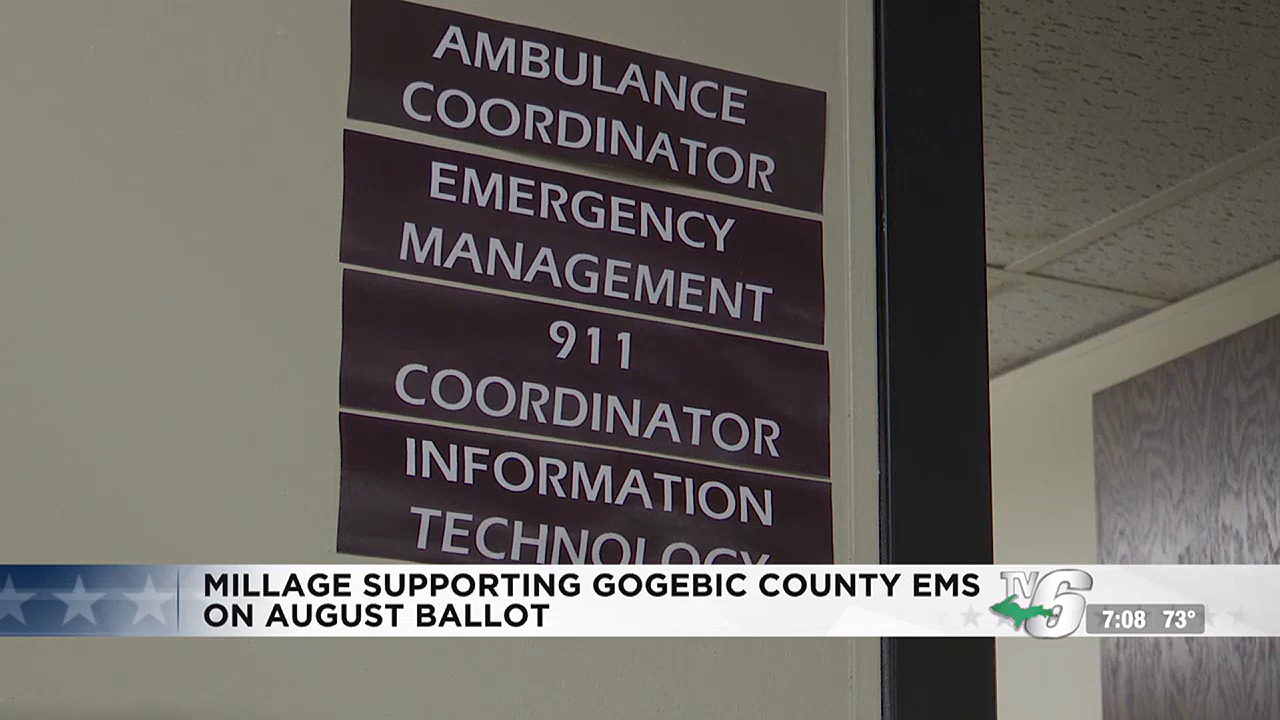 AMBULANCE
COORDINATOR
EMERGENCY
MANAGEMENT
911
COORDINATOR
INFORMATION
TECHNOLOGY
MILLAGE SUPPORTING GOGEBIC COUNTY EMS
ON AUGUST BALLOT
TV6
7:08 73°